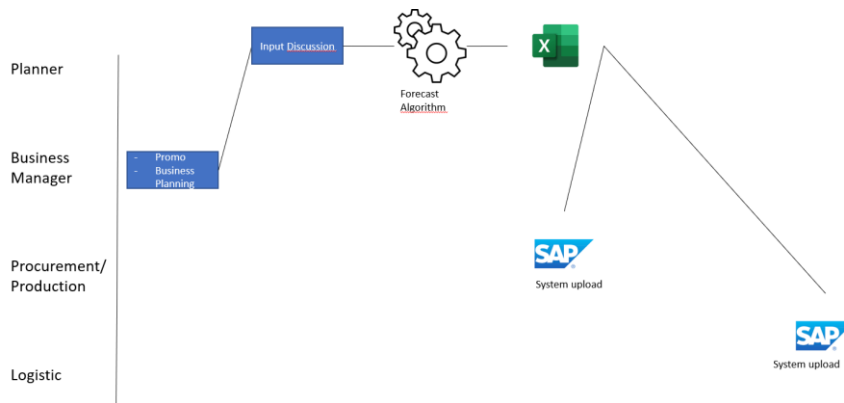 Planner
Input Discussion
Forecast
Algorithm
X
Business
Manager
- Promo
- Business
Planning
Procurement/
Production
SAP®
System upload
SAP®
System upload
Logistic